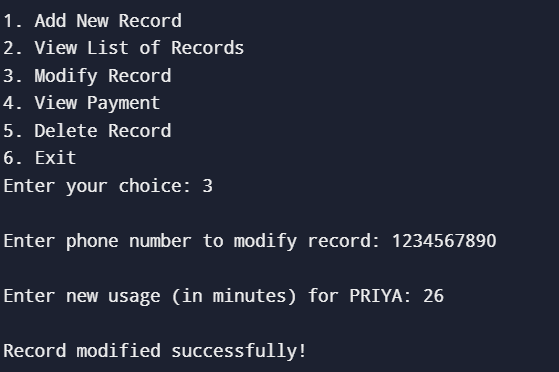 1. Add New Record
2. View List of Records
3. Modify Record
4. View Payment
5. Delete Record
6. Exit
Enter your choice: 3
Enter phone number to modify record: 1234567890
Enter new usage (in minutes) for PRIYA: 26
Record modified successfully!